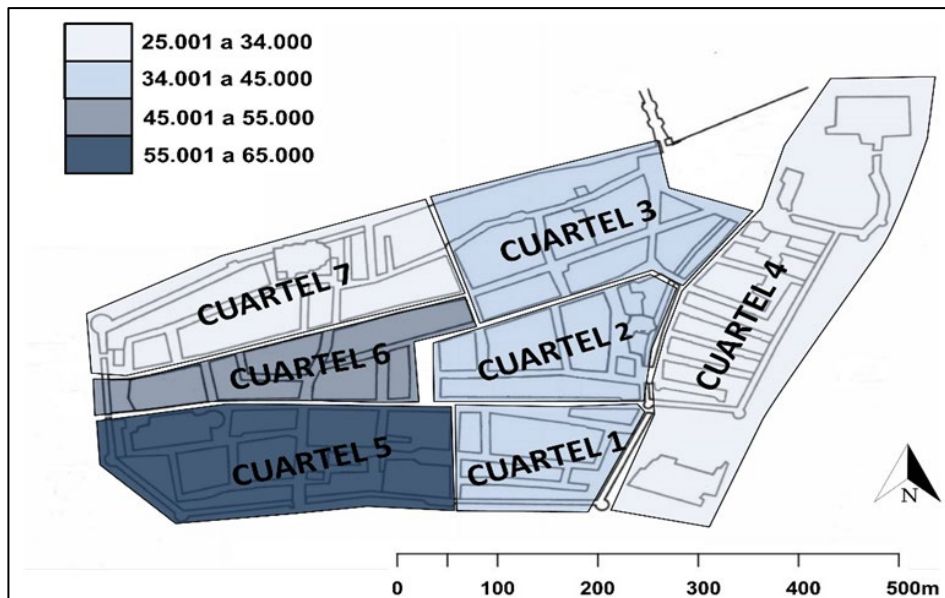 25.001 a 34.000
34.001 a 45.000
45.001 a 55.000
55.001 a 65.000
CUARTEL 3
CUARTEL 7
CUARTEL 4
CUARTEL 2
CUARTEL 6
CUARTEL 5
CUARTEL 1
N
0 100 200 300 400 500m